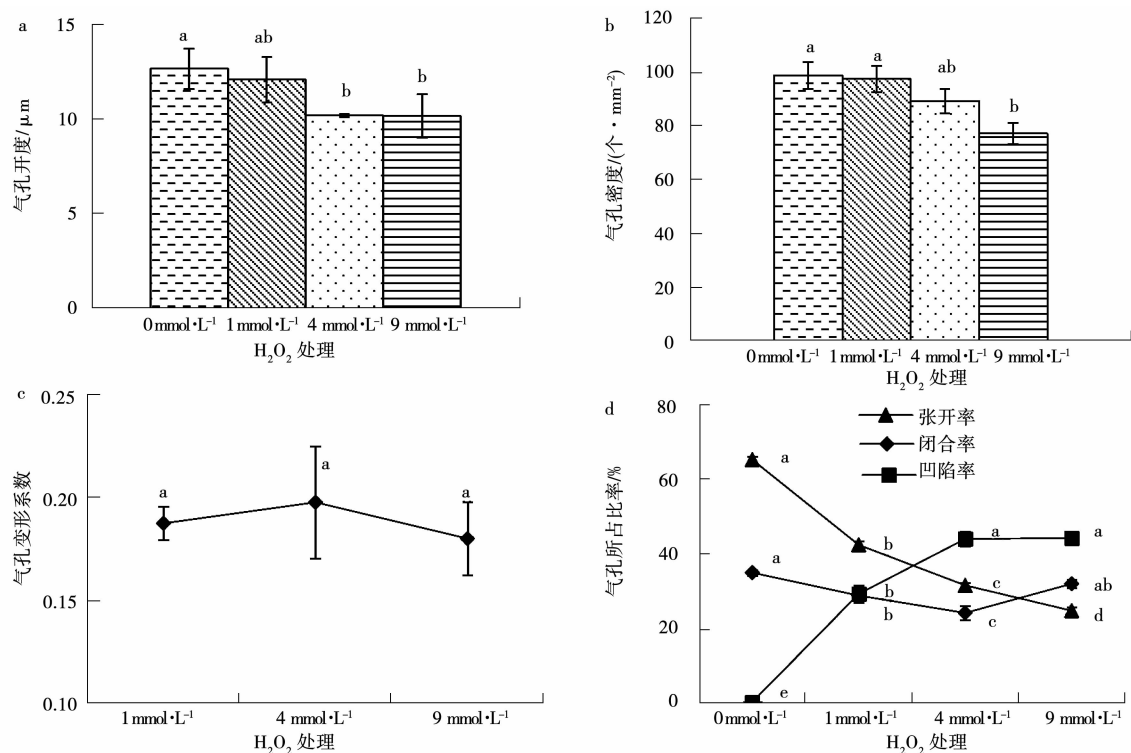 a
15
10
5
0
气孔开度/μm
a
ab
b
b
0 mmol·L⁻¹ 1 mmol·L⁻¹ 4 mmol·L⁻¹ 9 mmol·L⁻¹
H₂O₂ 处理
b
120
100
80
60
40
20
0
气孔密度/(个·mm⁻²)
a
a
ab
b
0 mmol·L⁻¹ 1 mmol·L⁻¹ 4 mmol·L⁻¹ 9 mmol·L⁻¹
H₂O₂ 处理
c
0.25
0.20
0.15
0.10
气孔变形系数
a
a
a
1 mmol·L⁻¹ 4 mmol·L⁻¹ 9 mmol·L⁻¹
H₂O₂ 处理
d
80
60
40
20
0
气孔所占比率/%
张开率
闭合率
凹陷率
a
b
c
d
a
b
c
ab
e
b
a
a
0 mmol·L⁻¹ 1 mmol·L⁻¹ 4 mmol·L⁻¹ 9 mmol·L⁻¹
H₂O₂ 处理